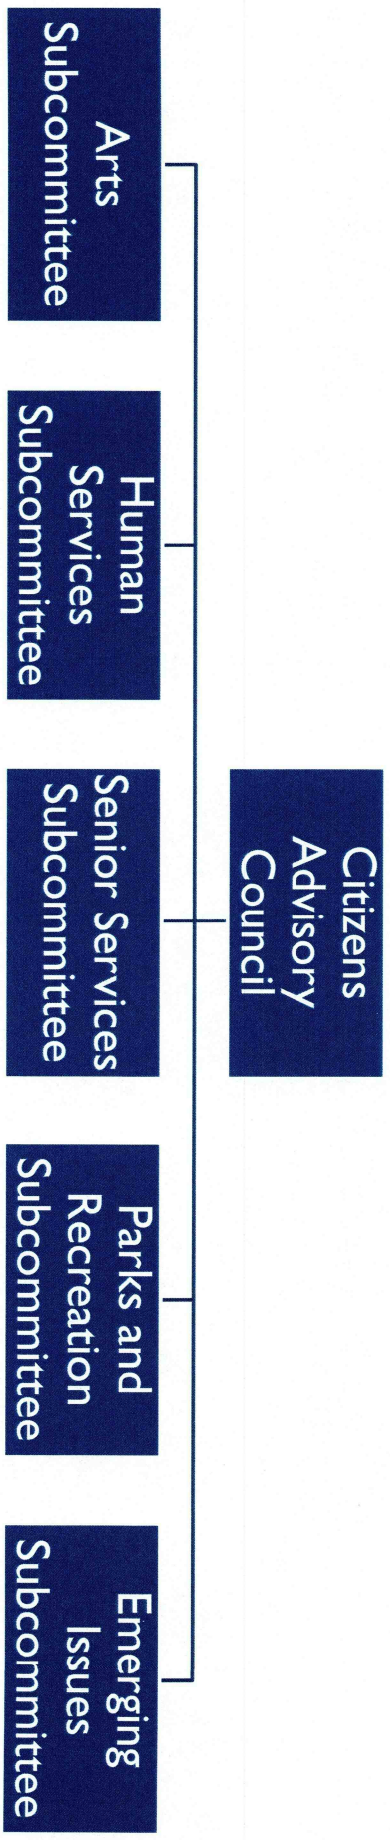 Citizens
Advisory
Council
Arts
Subcommittee
Human
Services
Subcommittee
Senior Services
Subcommittee
Parks and
Recreation
Subcommittee
Emerging
Issues
Subcommittee